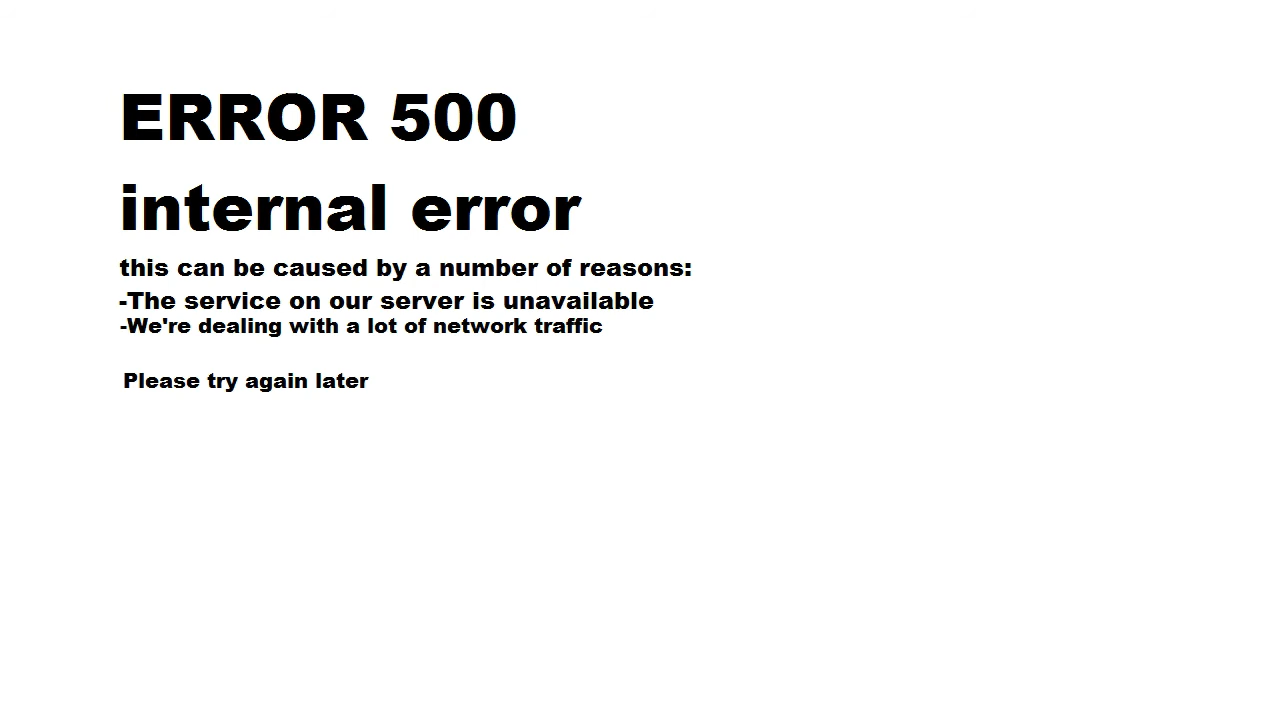 ERROR 500
internal error
this can be caused by a number of reasons:
-The service on our server is unavailable
-We're dealing with a lot of network traffic
Please try again later